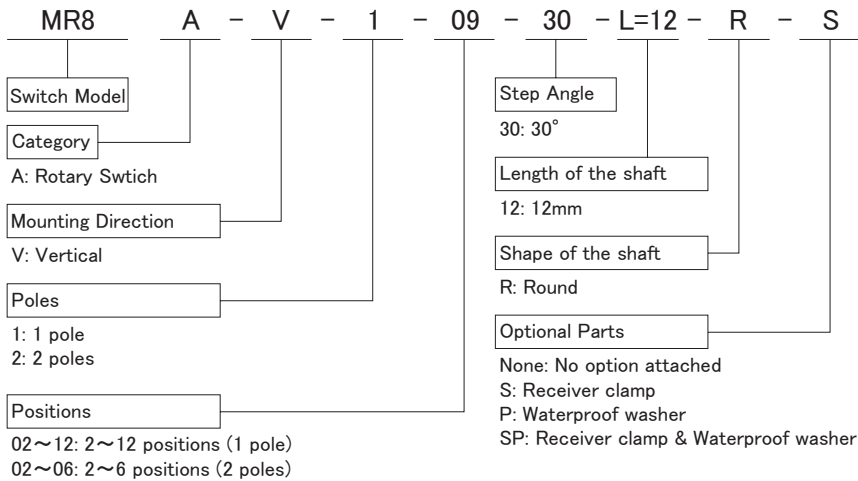 MR8 A - V - 1 - 09 - 30 - L=12 - R - S
Switch Model
Category
A: Rotary Swtich
Mounting Direction
V: Vertical
Poles
1: 1 pole
2: 2 poles
Positions
02～12: 2～12 positions (1 pole)
02～06: 2～6 positions (2 poles)
Step Angle
30: 30°
Length of the shaft
12: 12mm
Shape of the shaft
R: Round
Optional Parts
None: No option attached
S: Receiver clamp
P: Waterproof washer
SP: Receiver clamp & Waterproof washer